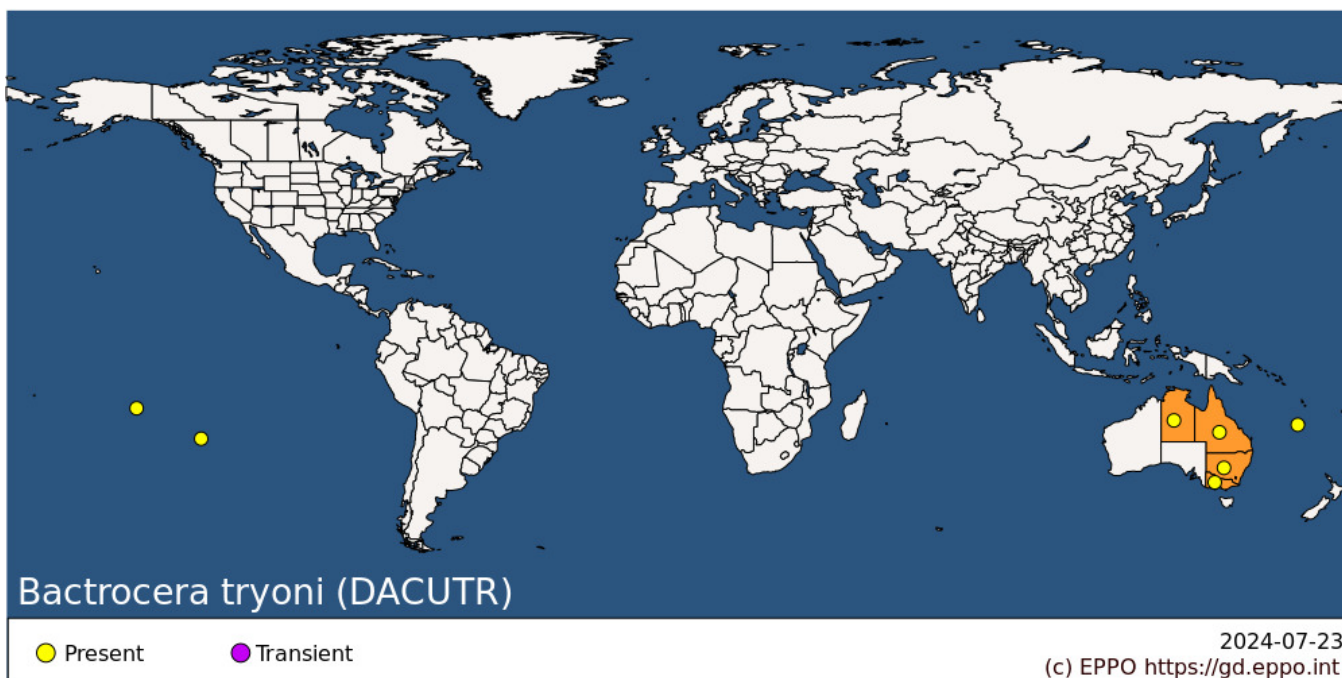 Bactrocera tryoni (DACUTR)
Present
Transient
2024-07-23
(c) EPPO https://gd.eppo.int